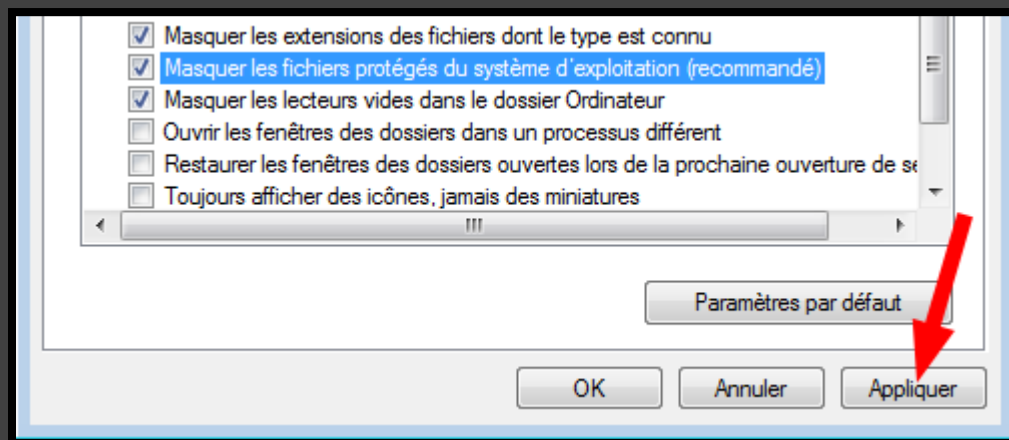 Masquer les extensions des fichiers dont le type est connu
Masquer les fichiers protégés du système d'exploitation (recommandé)
Masquer les lecteurs vides dans le dossier Ordinateur
Ouvrir les fenêtres des dossiers dans un processus différent
Restaurer les fenêtres des dossiers ouvertes lors de la prochaine ouverture de se
Toujours afficher des icônes, jamais des miniatures
Paramètres par défaut
OK Annuler Appliquer